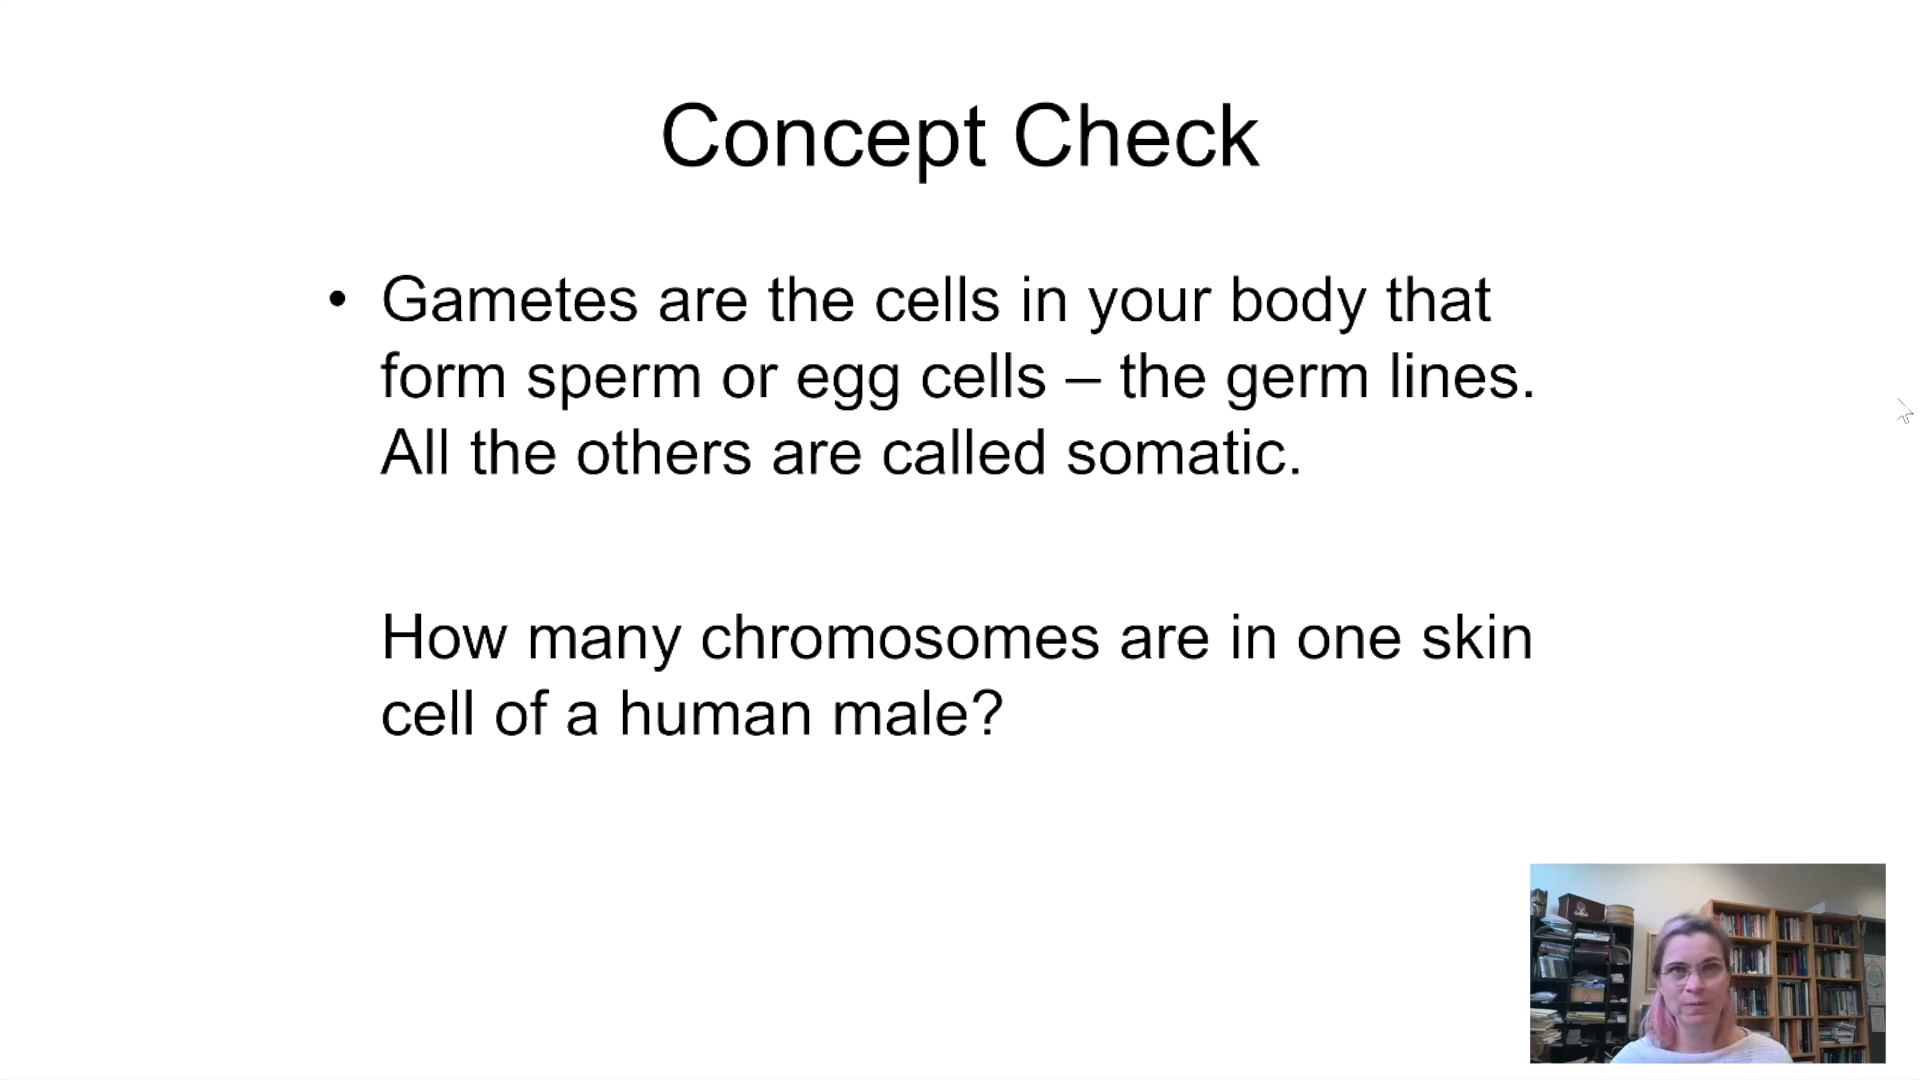 Concept Check
• Gametes are the cells in your body that
form sperm or egg cells – the germ lines.
All the others are called somatic.
How many chromosomes are in one skin
cell of a human male?